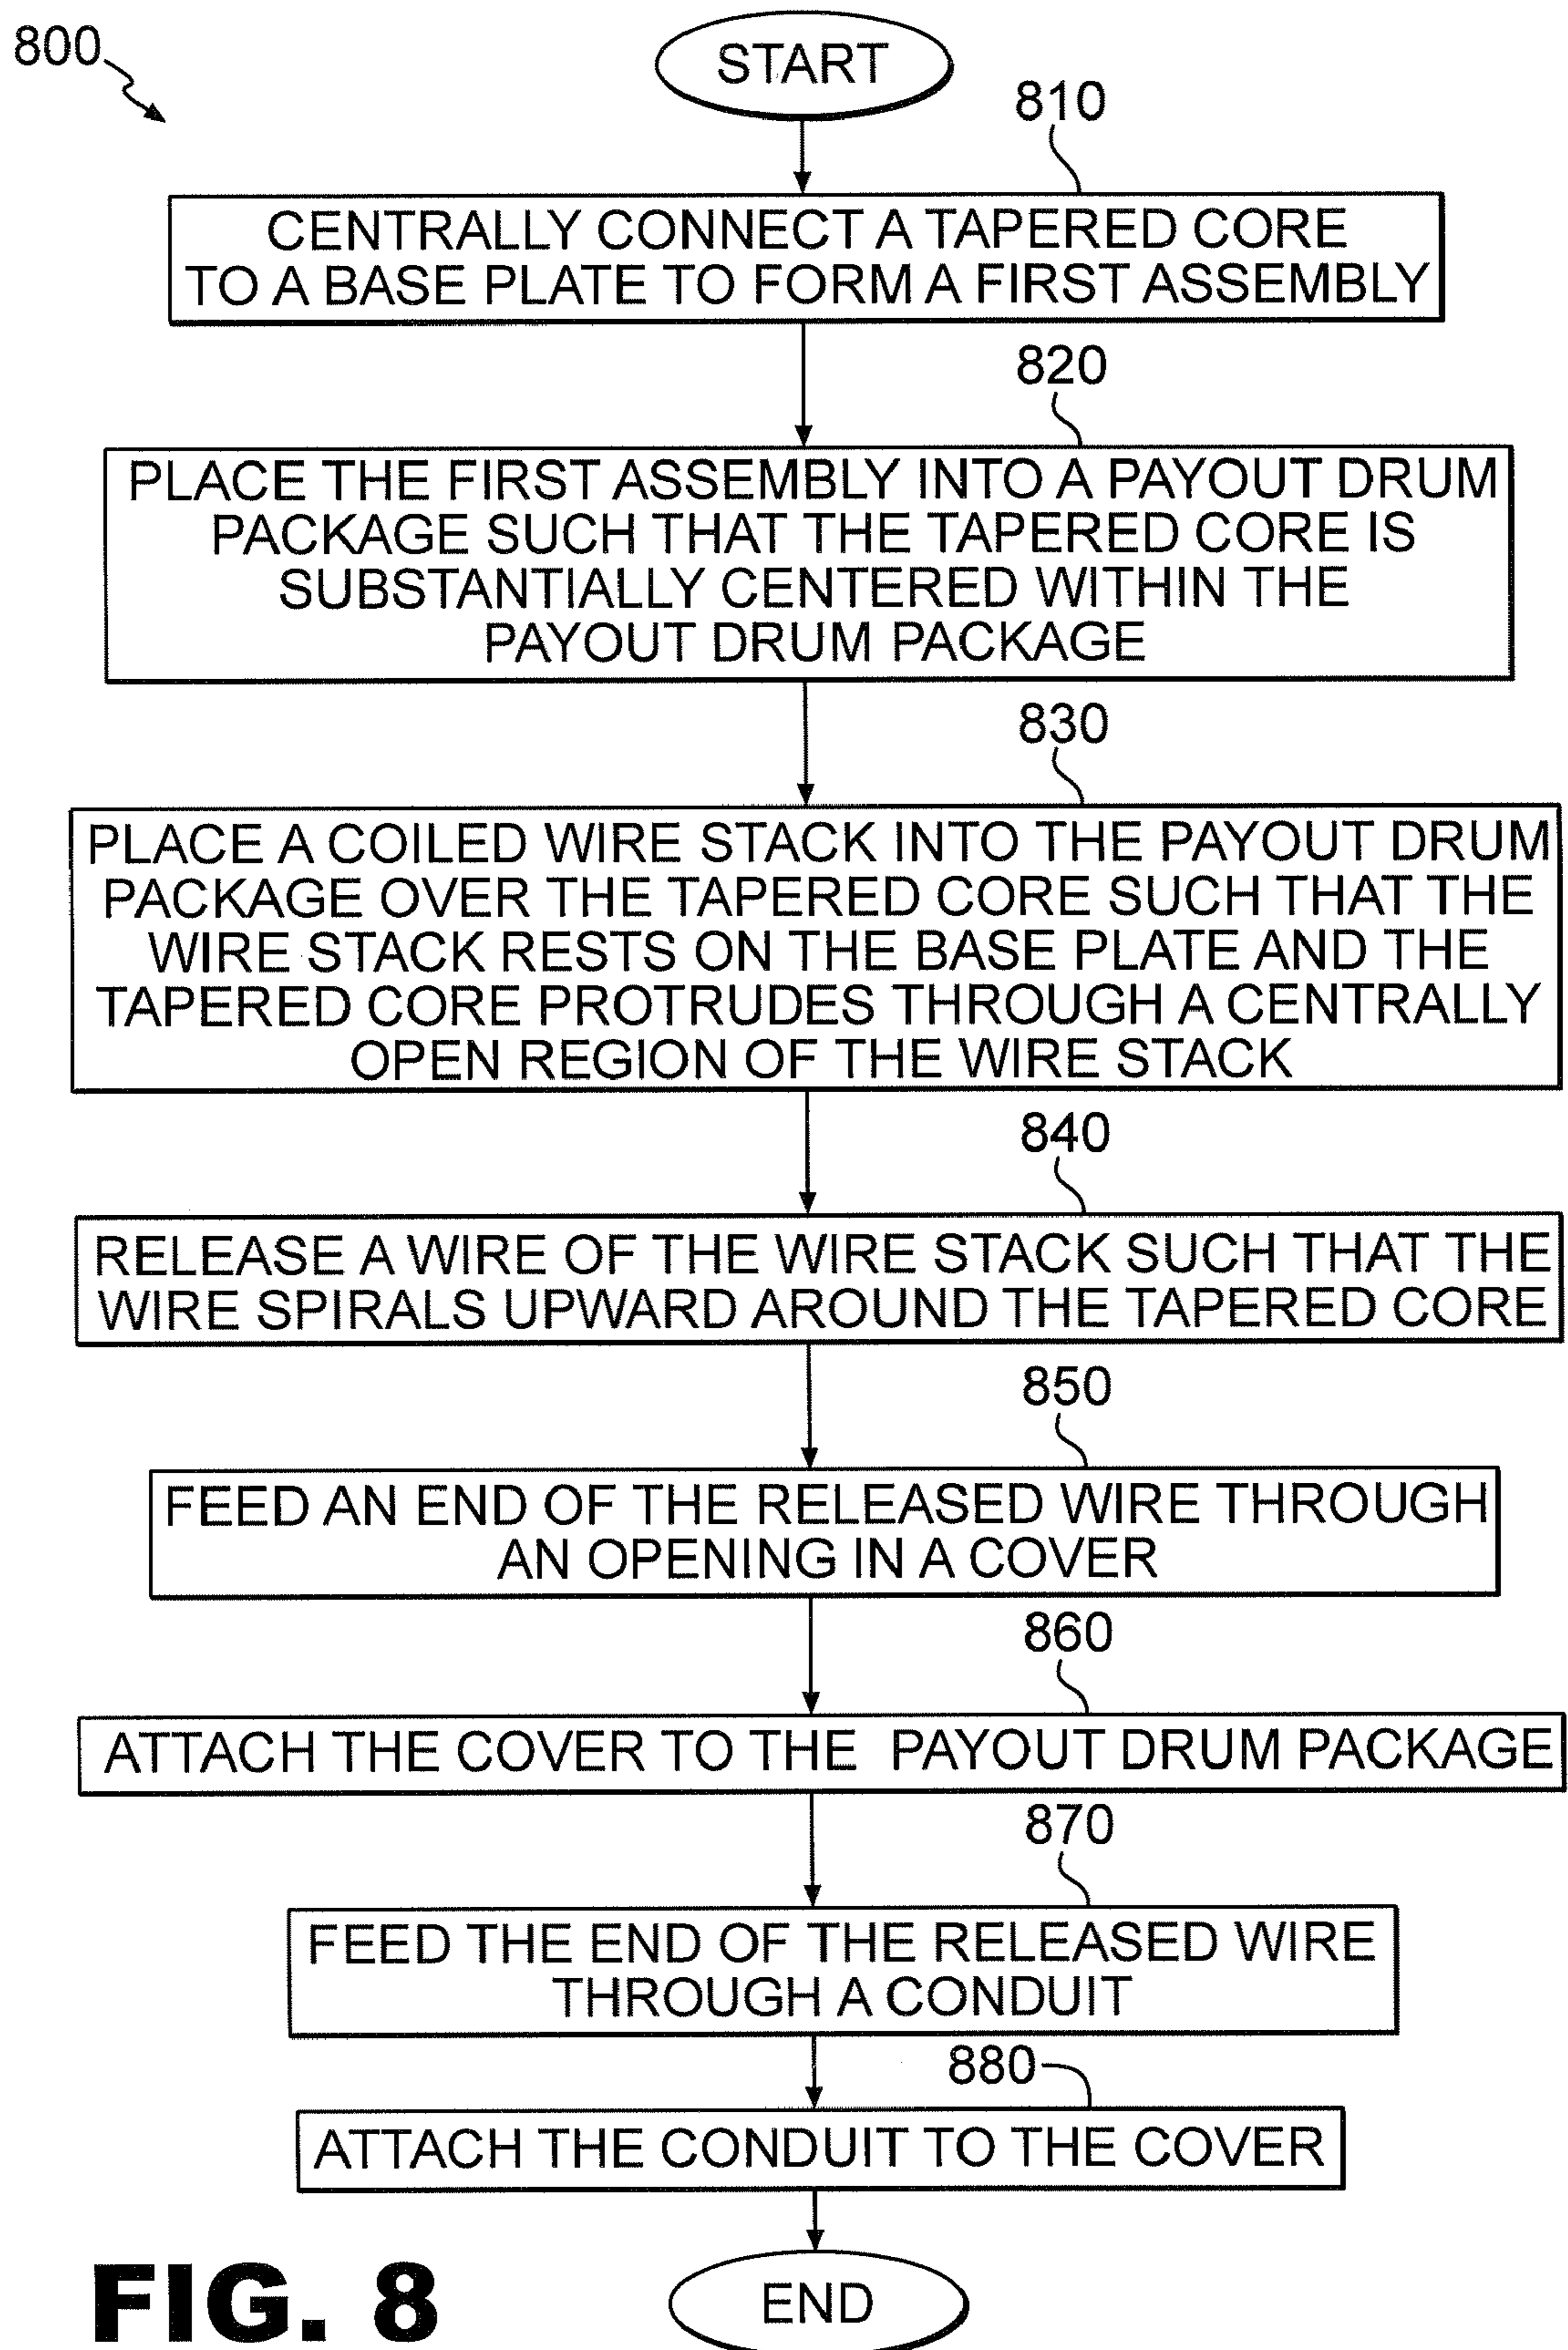 800
START
810
CENTRALLY CONNECT A TAPERED CORE
TO A BASE PLATE TO FORM A FIRST ASSEMBLY
820
PLACE THE FIRST ASSEMBLY INTO A PAYOUT DRUM
PACKAGE SUCH THAT THE TAPERED CORE IS
SUBSTANTIALLY CENTERED WITHIN THE
PAYOUT DRUM PACKAGE
830
PLACE A COILED WIRE STACK INTO THE PAYOUT DRUM
PACKAGE OVER THE TAPERED CORE SUCH THAT THE
WIRE STACK RESTS ON THE BASE PLATE AND THE
TAPERED CORE PROTRUDES THROUGH A CENTRALLY
OPEN REGION OF THE WIRE STACK
840
RELEASE A WIRE OF THE WIRE STACK SUCH THAT THE
WIRE SPIRALS UPWARD AROUND THE TAPERED CORE
850
FEED AN END OF THE RELEASED WIRE THROUGH
AN OPENING IN A COVER
860
ATTACH THE COVER TO THE PAYOUT DRUM PACKAGE
870
FEED THE END OF THE RELEASED WIRE
THROUGH A CONDUIT
880
ATTACH THE CONDUIT TO THE COVER
END
FIG. 8